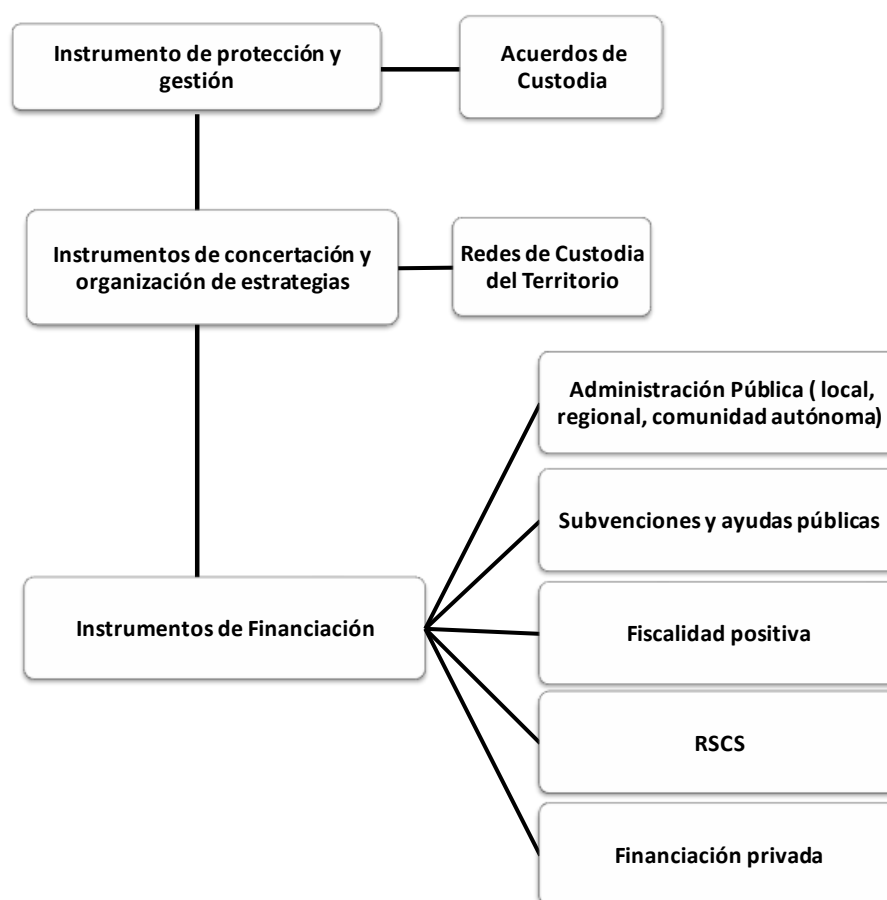 Instrumento de protección y
gestión
Acuerdos de
Custodia
Instrumentos de concertación y
organización de estrategias
Redes de Custodia
del Territorio
Administración Pública ( local,
regional, comunidad autónoma)
Subvenciones y ayudas públicas
Instrumentos de Financiación
Fiscalidad positiva
RSCS
Financiación privada